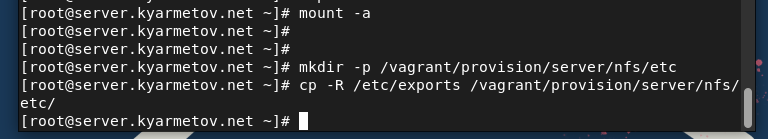 [root@server.kyarmetov.net ~]# mount -a
[root@server.kyarmetov.net ~]#
[root@server.kyarmetov.net ~]#
[root@server.kyarmetov.net ~]# mkdir -p /vagrant/provision/server/nfs/etc
[root@server.kyarmetov.net ~]# cp -R /etc/exports /vagrant/provision/server/nfs/
etc/
[root@server.kyarmetov.net ~]#